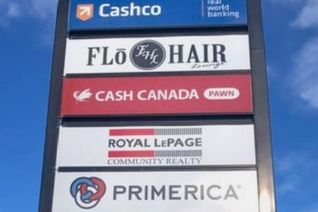 Cashco
real
world
banking
FLō HAIR
FHL
Lounge
CASH CANADA PAWN
ROYAL LEPAGE
COMMUNITY REALTY
PRIMERICA